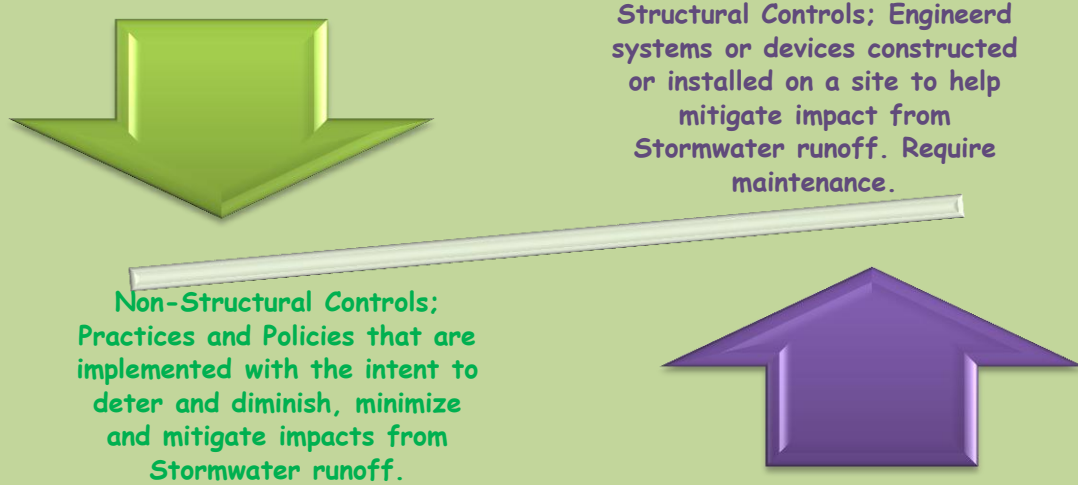 Structural Controls; Engineerd
systems or devices constructed
or installed on a site to help
mitigate impact from
Stormwater runoff. Require
maintenance.
Non-Structural Controls;
Practices and Policies that are
implemented with the intent to
deter and diminish, minimize
and mitigate impacts from
Stormwater runoff.